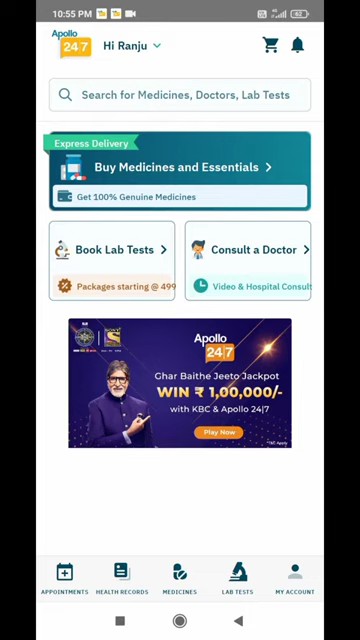 10:55 PM
Apollo
24|7
Hi Ranju
Search for Medicines, Doctors, Lab Tests
Express Delivery
Buy Medicines and Essentials
Get 100% Genuine Medicines
Book Lab Tests
Packages starting @ 499
Consult a Doctor
Video & Hospital Consult
Apollo
24|7
Ghar Baithe Jeeto Jackpot
WIN ₹ 1,00,000/-
with KBC & Apollo 24|7
Play Now
*T&C Apply
APPOINTMENTS
HEALTH RECORDS
MEDICINES
LAB TESTS
MY ACCOUNT